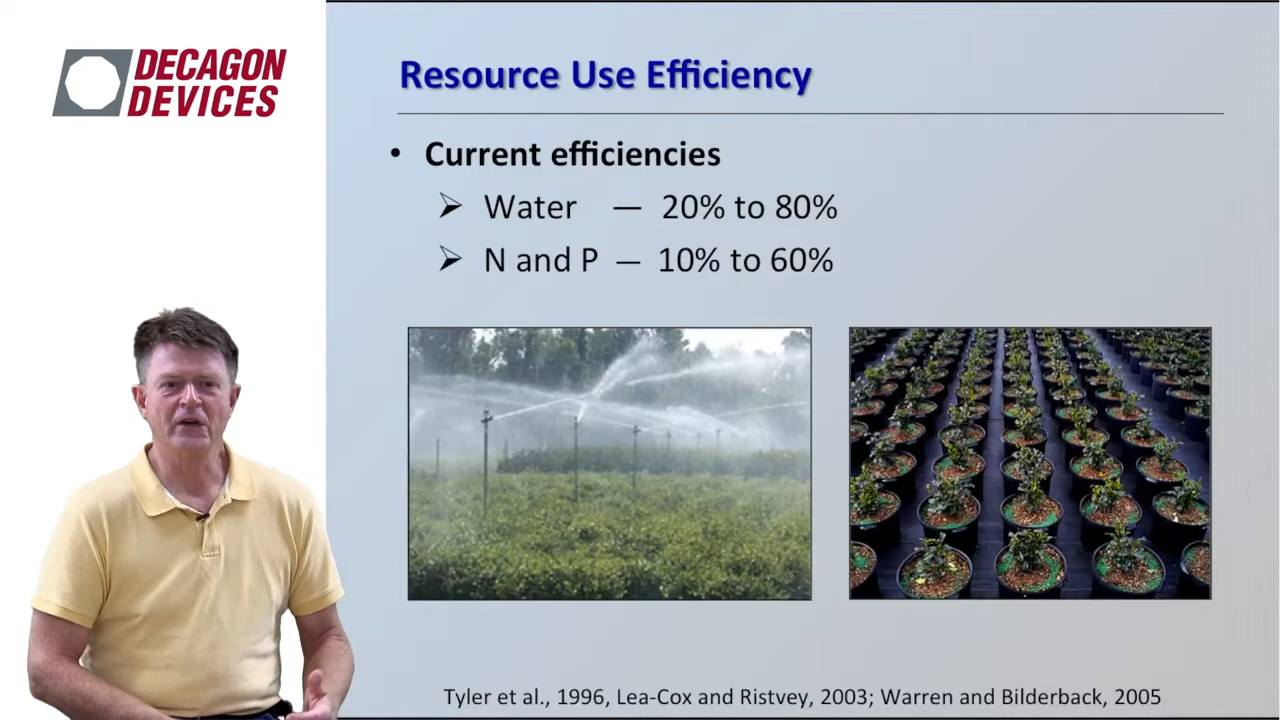 DECAGON
DEVICES
Resource Use Efficiency
• Current efficiencies
➢ Water — 20% to 80%
➢ N and P — 10% to 60%
Tyler et al., 1996, Lea-Cox and Ristvey, 2003; Warren and Bilderback, 2005